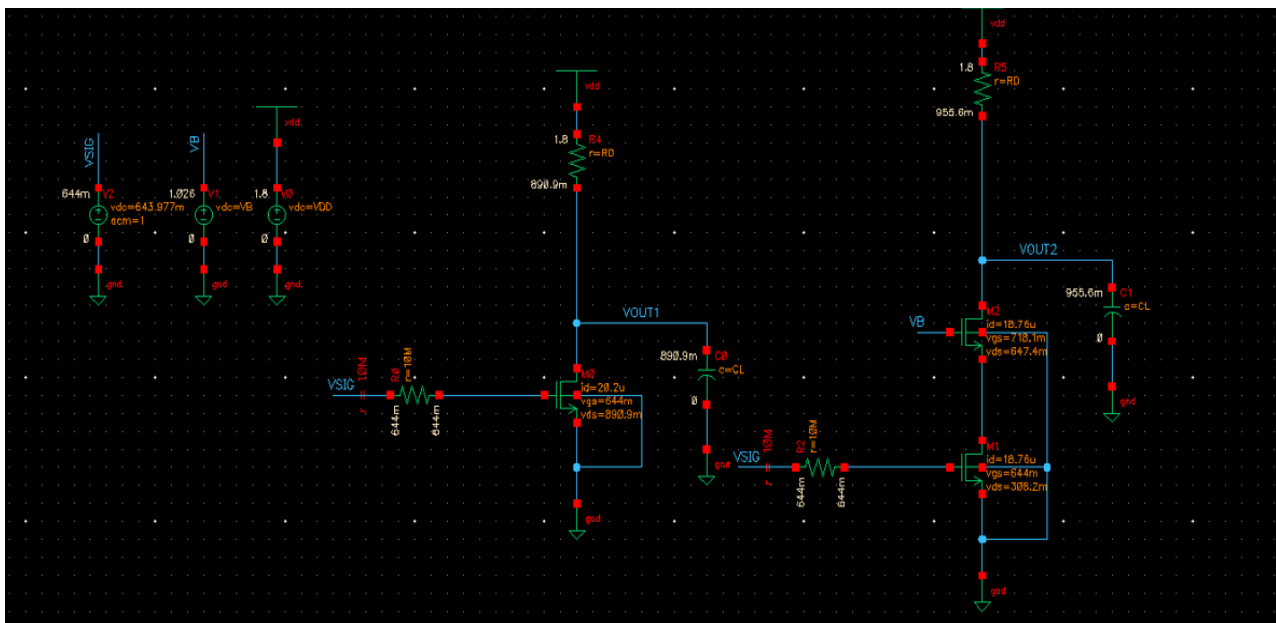 VSIG
644m
V2
vdc=643.977m
acm=1
0
gnd
VB
1.026
V1
vdc=VB
0
gnd
vdd
1.8
V0
vdc=VDD
0
gnd
vdd
1.8
R4
r=RD
890.9m
VOUT1
VSIG
r = 10M
R0
r=10M
644m
644m
M0
id=20.2u
vgs=644m
vds=890.9m
gnd
890.9m
C0
c=CL
0
gnd
vdd
1.8
R5
r=RD
955.6m
VOUT2
VB
M2
id=18.76u
vgs=718.1m
vds=647.4m
955.6m
C1
c=CL
0
gnd
VSIG
r = 10M
R2
r=10M
644m
644m
M1
id=18.76u
vgs=644m
vds=308.2m
gnd